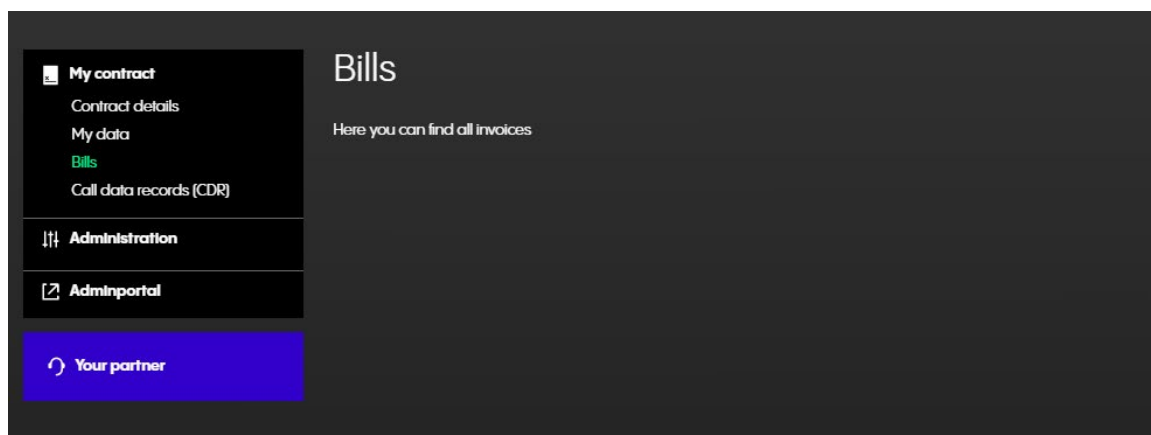 My contract
Contract details
My data
Bills
Call data records (CDR)
Administration
Adminportal
Your partner
Bills
Here you can find all invoices